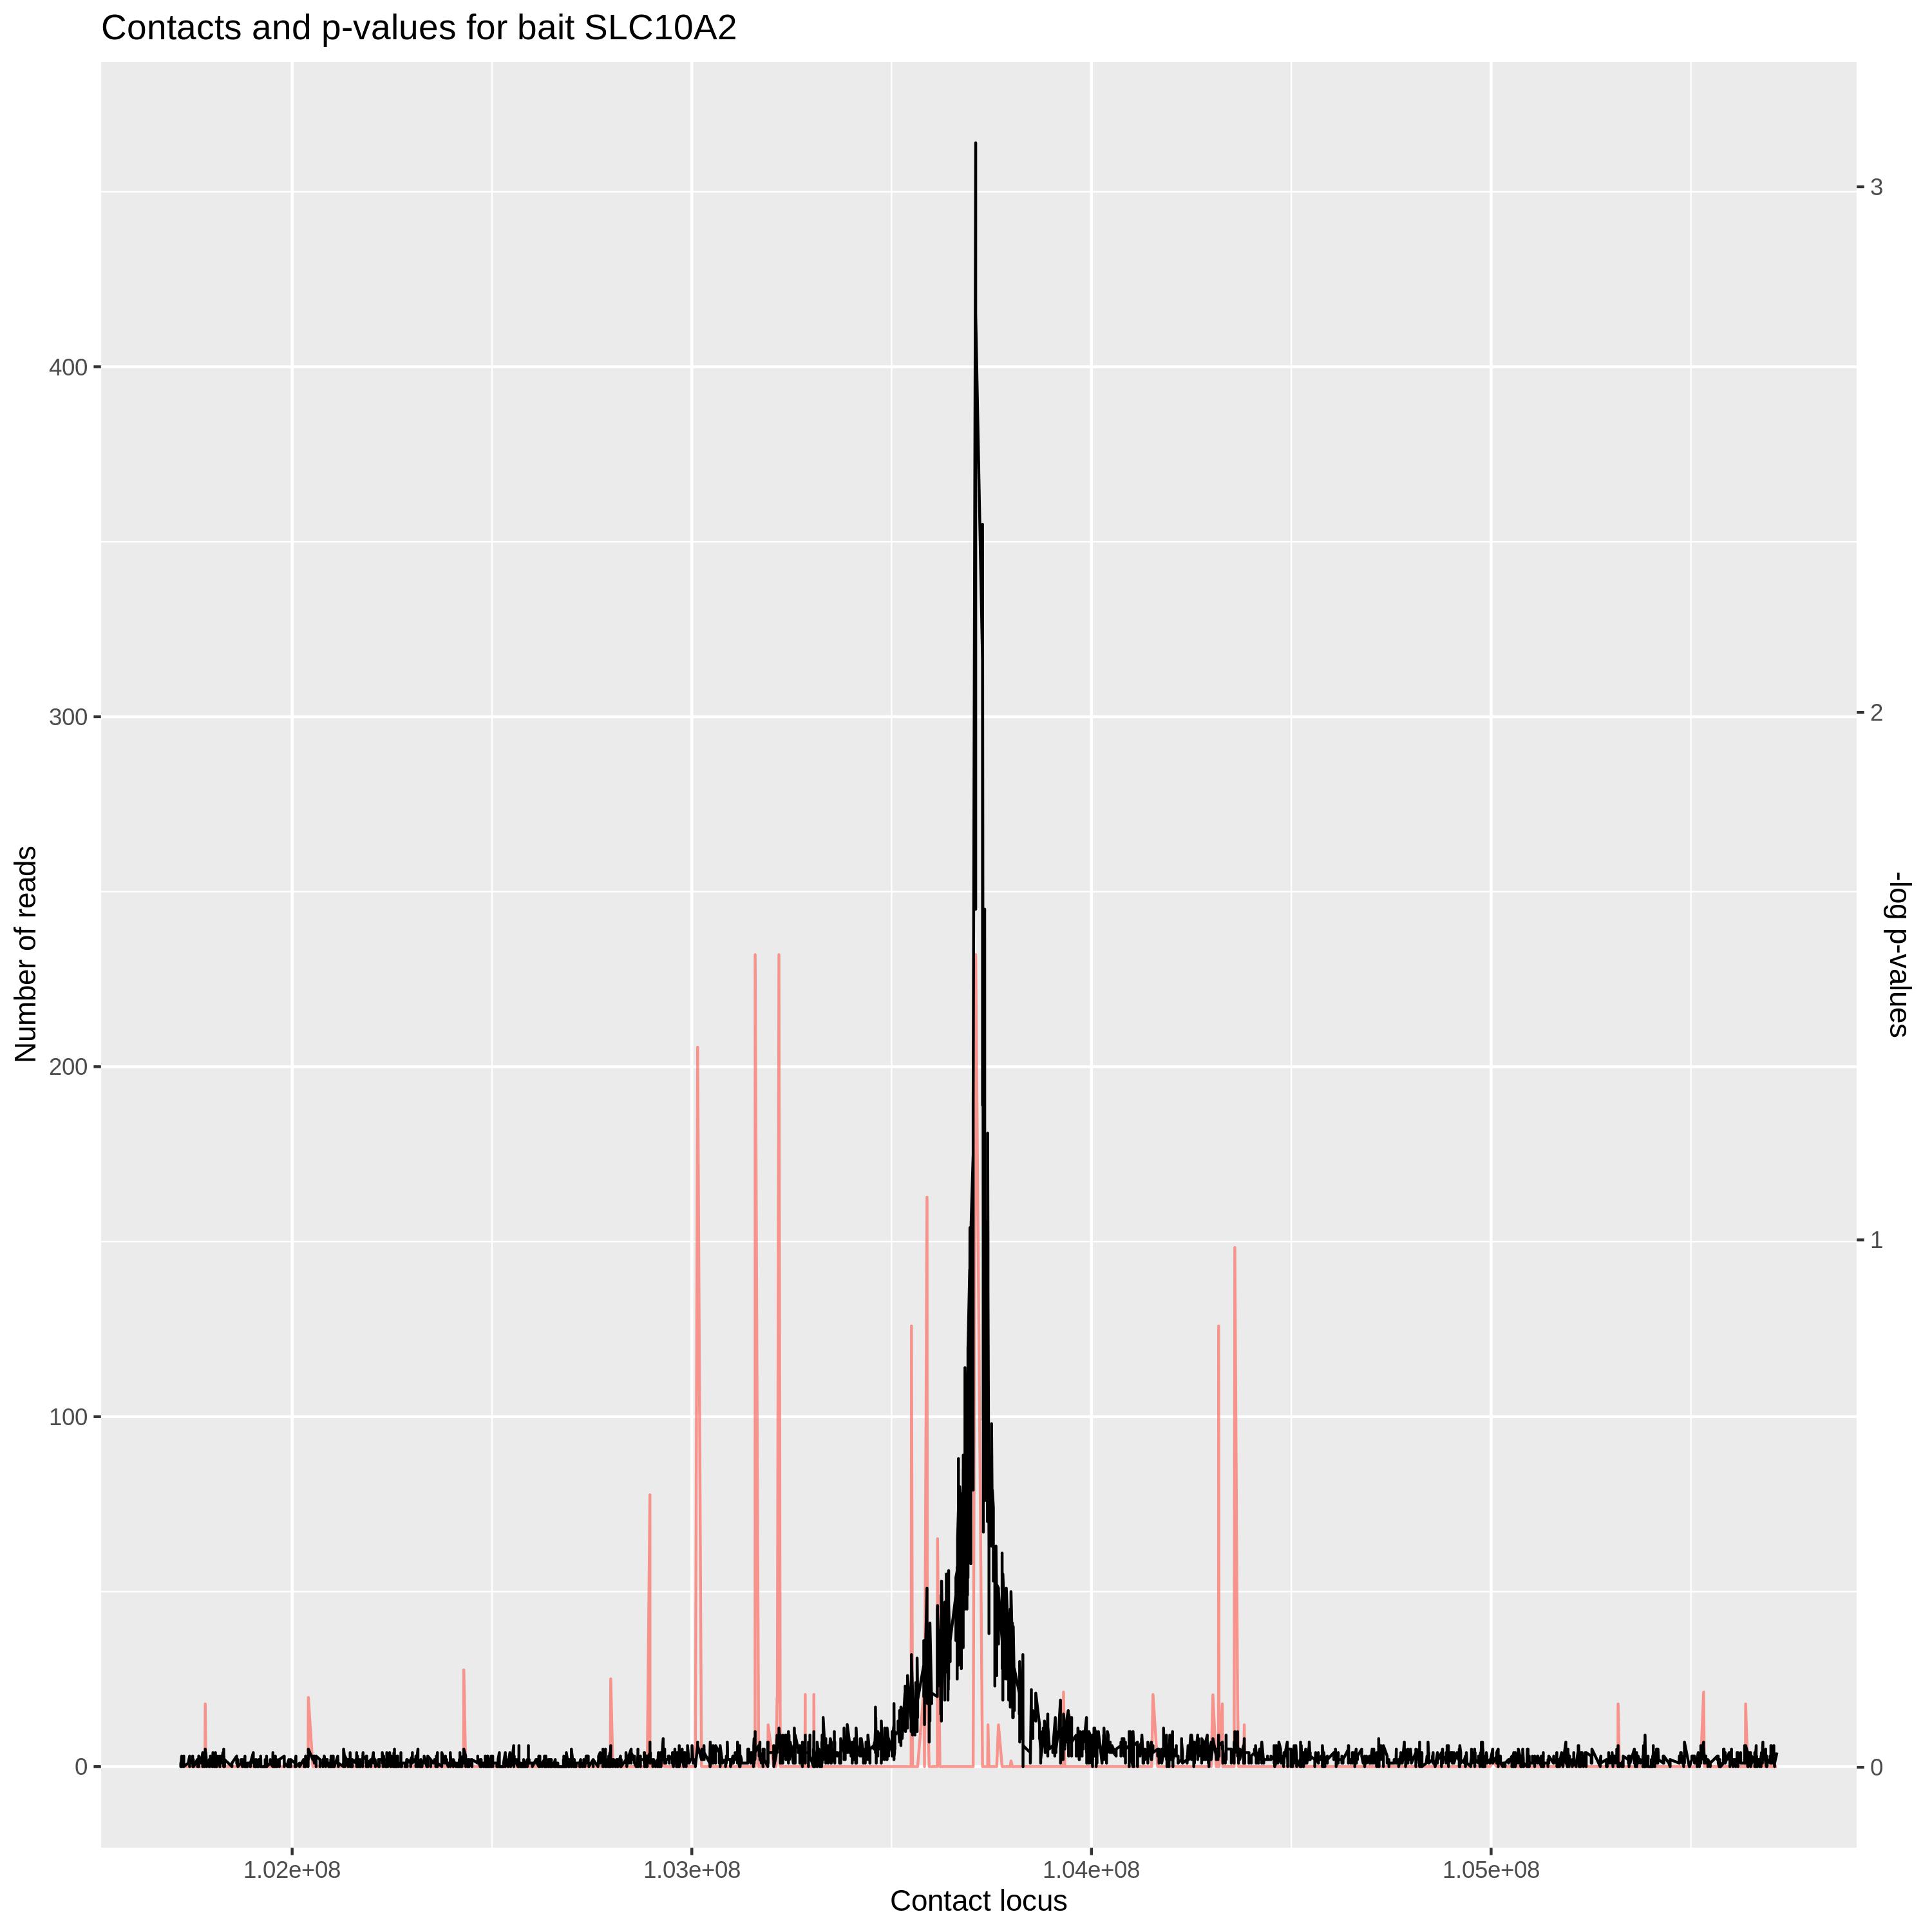 Contacts and p-values for bait SLC10A2
400
300
200
100
0
Number of reads
3
2
1
0
-log p-values
1.02e+08
1.03e+08
1.04e+08
1.05e+08
Contact locus